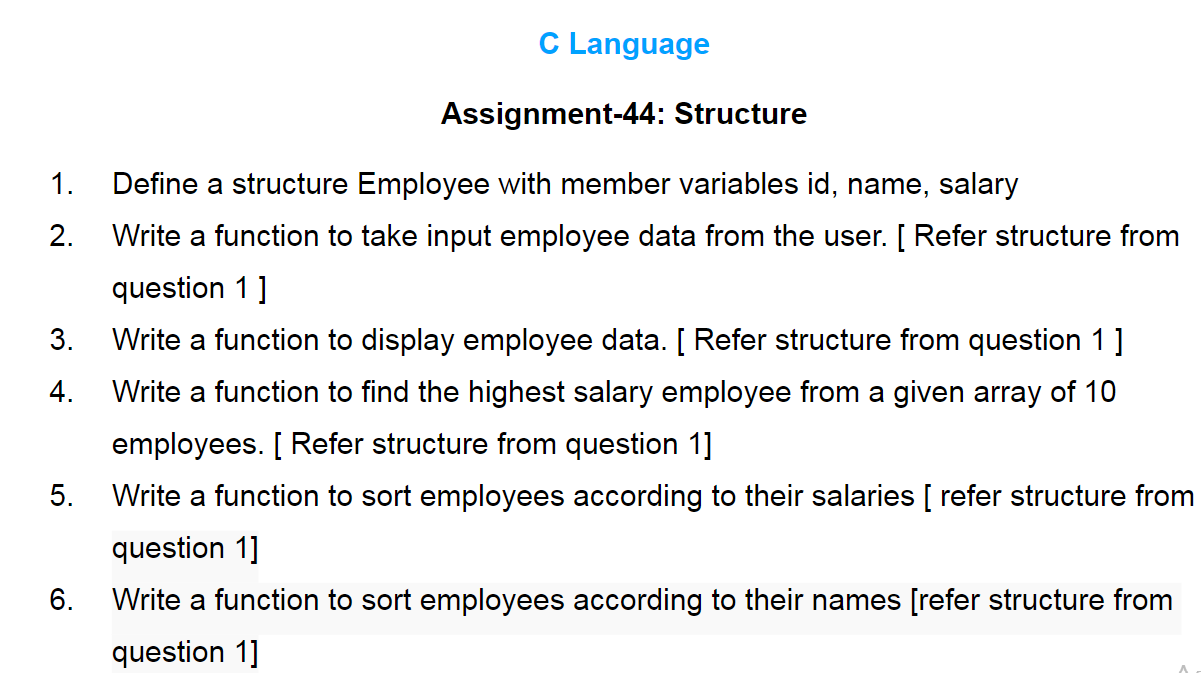 C Language
Assignment-44: Structure
1. Define a structure Employee with member variables id, name, salary
2. Write a function to take input employee data from the user. [ Refer structure from
question 1 ]
3. Write a function to display employee data. [ Refer structure from question 1 ]
4. Write a function to find the highest salary employee from a given array of 10
employees. [ Refer structure from question 1]
5. Write a function to sort employees according to their salaries [ refer structure from
question 1]
6. Write a function to sort employees according to their names [refer structure from
question 1]